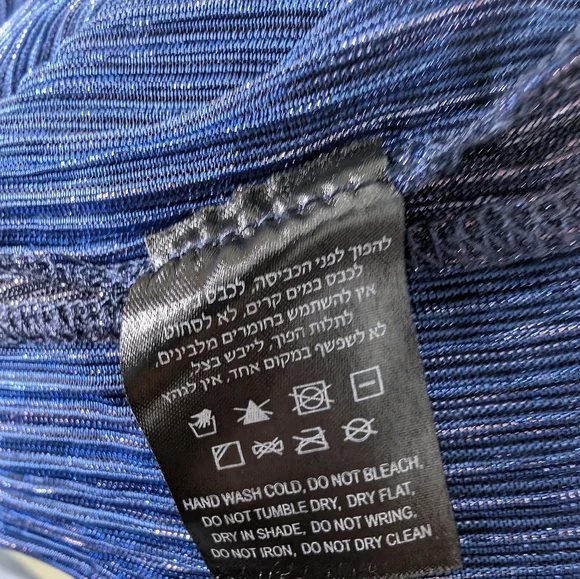 להפוך לפני הכביסה, לכבס
לכבס במים קרים, לא לסחוט
אין להשתמש בחומרים מלבינים,
לתלות הפוך, לייבש בצל
לא לשפשף במקום אחד, אין לגהץ
HAND WASH COLD, DO NOT BLEACH,
DO NOT TUMBLE DRY, DRY FLAT,
DRY IN SHADE, DO NOT WRING,
DO NOT IRON, DO NOT DRY CLEAN